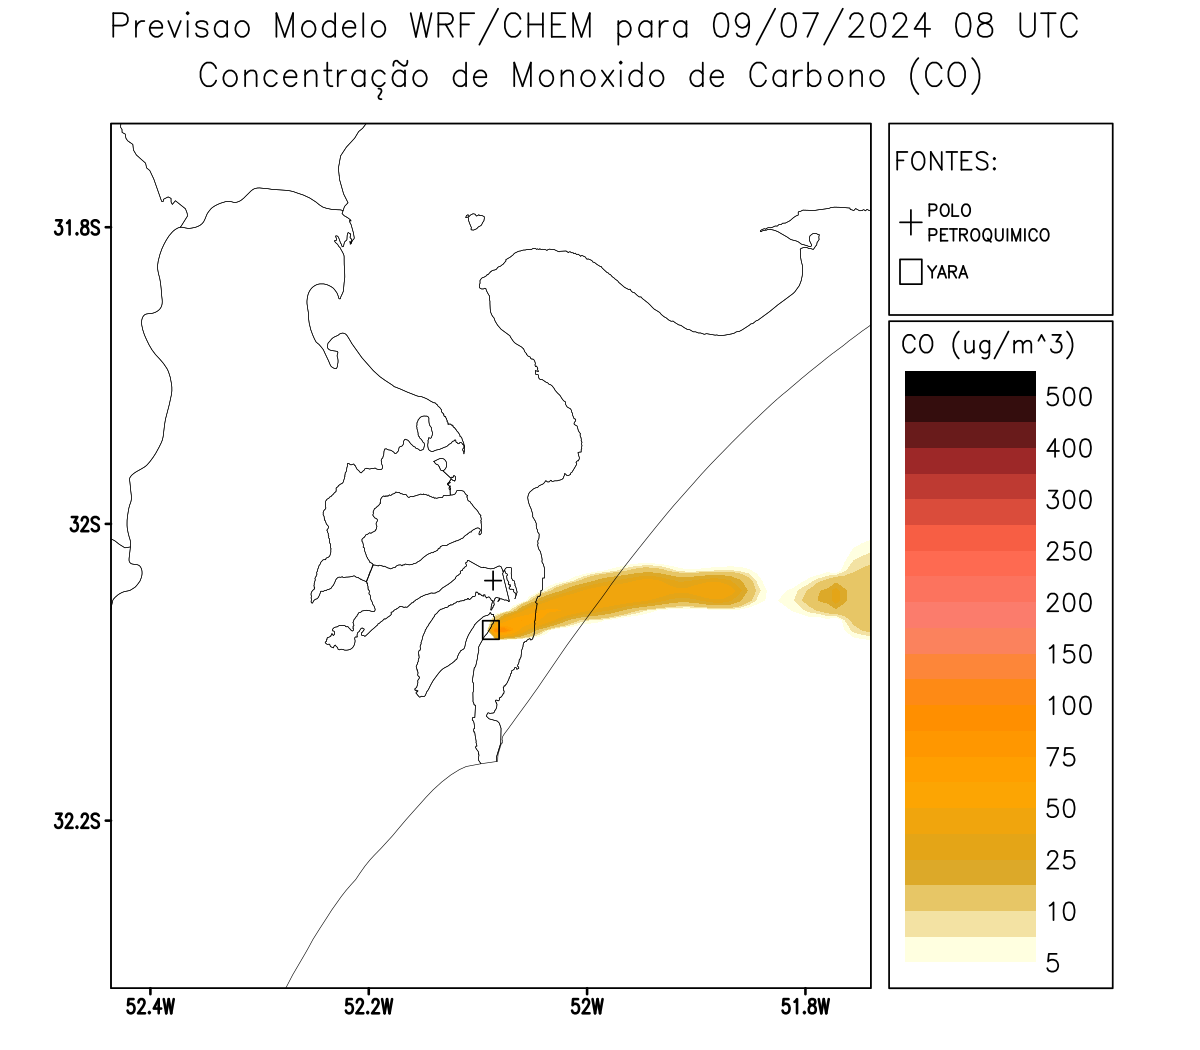 Previsao Modelo WRF/CHEM para 09/07/2024 08 UTC
Concentração de Monoxido de Carbono (CO)
FONTES:
POLO
PETROQUIMICO
YARA
CO (ug/m^3)
500
400
300
250
200
150
100
75
50
25
10
5
31.8S
32S
32.2S
52.4W
52.2W
52W
51.8W